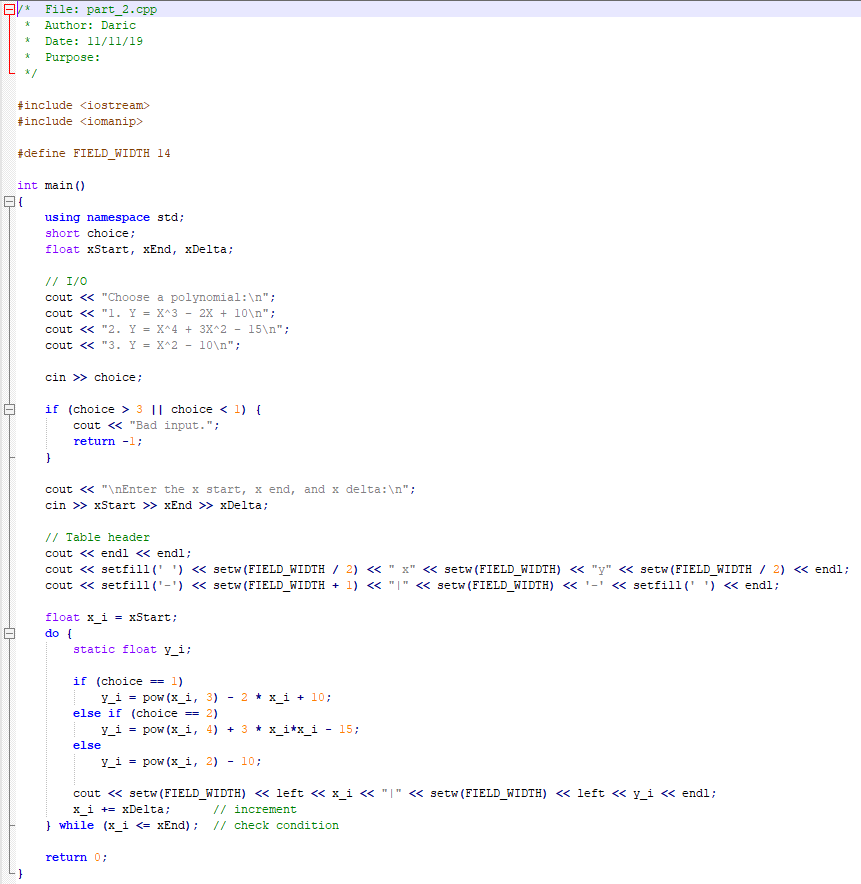 /*  File: part_2.cpp
 *  Author: Daric
 *  Date: 11/11/19
 *  Purpose:
 */

#include <iostream>
#include <iomanip>

#define FIELD_WIDTH 14

int main()
{
    using namespace std;
    short choice;
    float xStart, xEnd, xDelta;

    // I/O
    cout << "Choose a polynomial:\n";
    cout << "1. Y = X^3 - 2X + 10\n";
    cout << "2. Y = X^4 + 3X^2 - 15\n";
    cout << "3. Y = X^2 - 10\n";

    cin >> choice;

    if (choice > 3 || choice < 1) {
        cout << "Bad input.";
        return -1;
    }

    cout << "\nEnter the x start, x end, and x delta:\n";
    cin >> xStart >> xEnd >> xDelta;

    // Table header
    cout << endl << endl;
    cout << setfill(' ') << setw(FIELD_WIDTH / 2) << " x" << setw(FIELD_WIDTH) << "y" << setw(FIELD_WIDTH / 2) << endl;
    cout << setfill('-') << setw(FIELD_WIDTH + 1) << "|" << setw(FIELD_WIDTH) << '-' << setfill(' ') << endl;

    float x_i = xStart;
    do {
        static float y_i;

        if (choice == 1)
            y_i = pow(x_i, 3) - 2 * x_i + 10;
        else if (choice == 2)
            y_i = pow(x_i, 4) + 3 * x_i*x_i - 15;
        else
            y_i = pow(x_i, 2) - 10;

        cout << setw(FIELD_WIDTH) << left << x_i << "|" << setw(FIELD_WIDTH) << left << y_i << endl;
        x_i += xDelta;      // increment
    } while (x_i <= xEnd);  // check condition

    return 0;
}